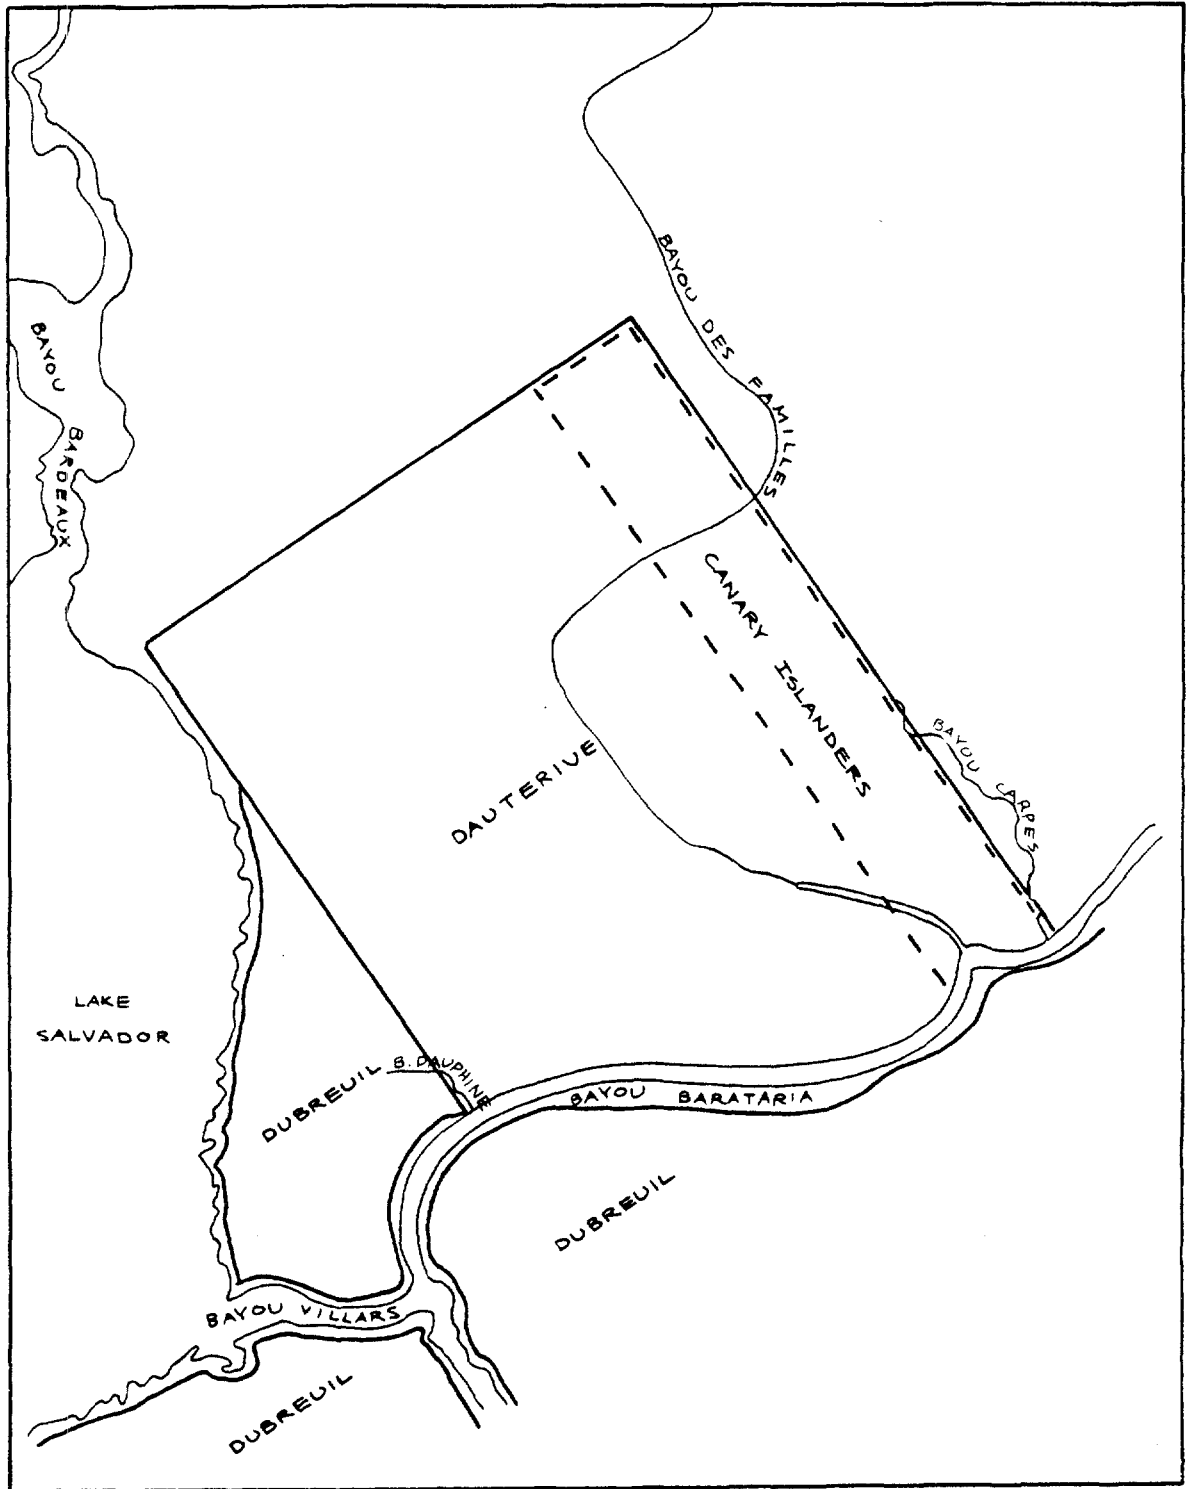 BAYOU DES FAMILLES
BAYOU BARDEAUX
CANARY ISLANDERS
BAYOU CARPES
DAUTERIVE
LAKE
SALVADOR
B. DAUPHINE
DUBREUIL
BAYOU BARATARIA
DUBREUIL
BAYOU VILLARS
DUBREUIL